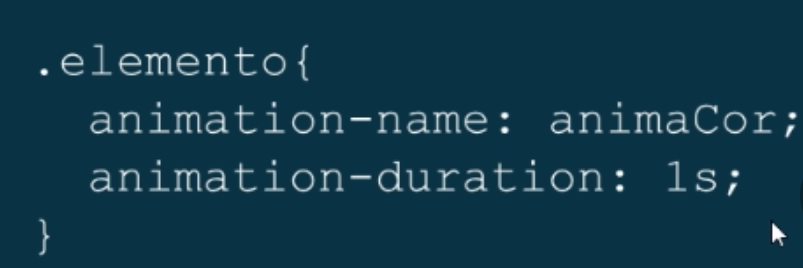 .elemento{
  animation-name: animaCor;
  animation-duration: 1s;
}